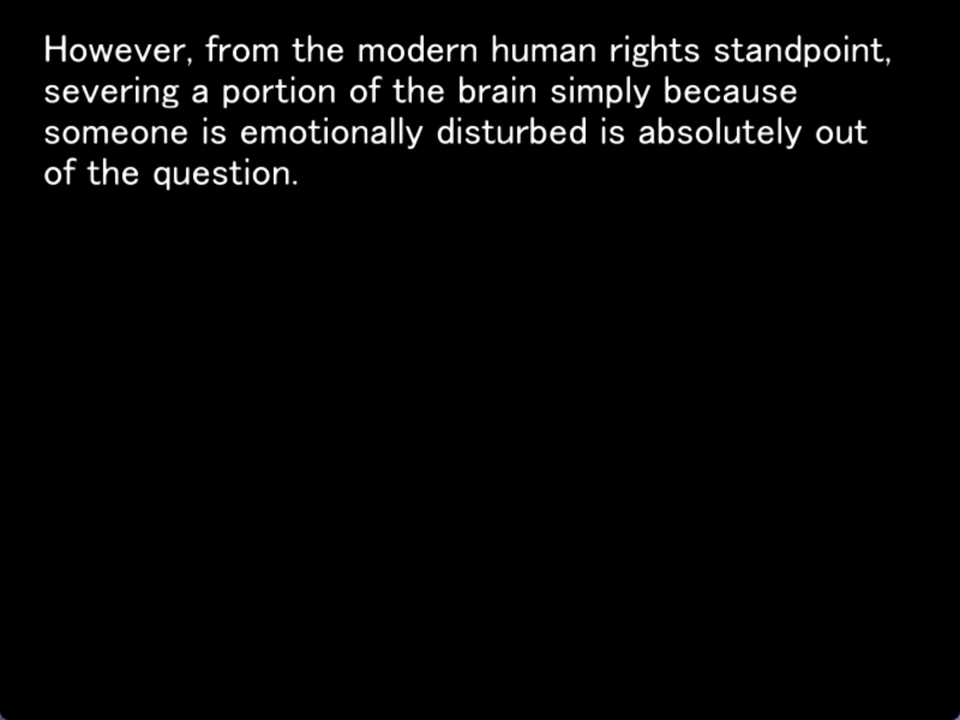 However, from the modern human rights standpoint,
severing a portion of the brain simply because
someone is emotionally disturbed is absolutely out
of the question.